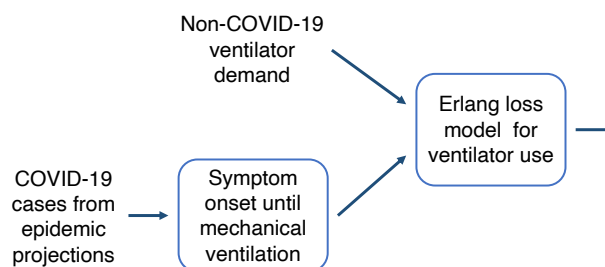 Non-COVID-19
ventilator
demand
Erlang loss
model for
ventilator use
COVID-19
cases from
epidemic
projections
Symptom
onset until
mechanical
ventilation